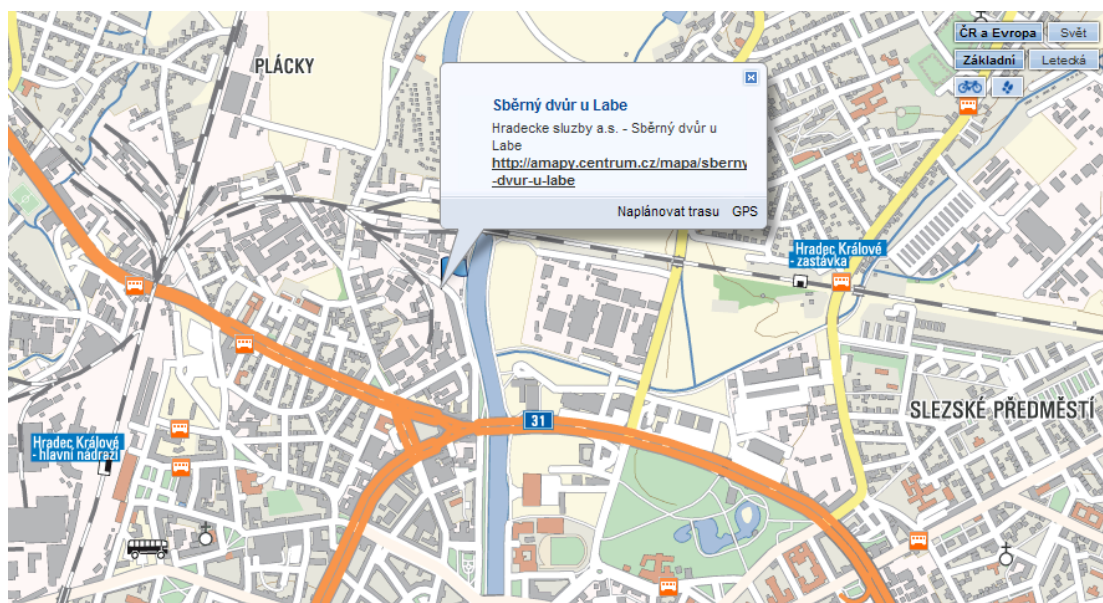 ČR a Evropa
Svět
PLÁCKY
Základní
Letecká
Sběrný dvůr u Labe
Hradecke sluzby a.s. - Sběrný dvůr u
Labe
http://amapy.centrum.cz/mapa/sberny
-dvur-u-labe
Naplánovat trasu GPS
Hradec Králové
- zastávka
SLEZSKÉ PŘEDMĚSTÍ
31
Hradec Králové
- hlavní nádraží